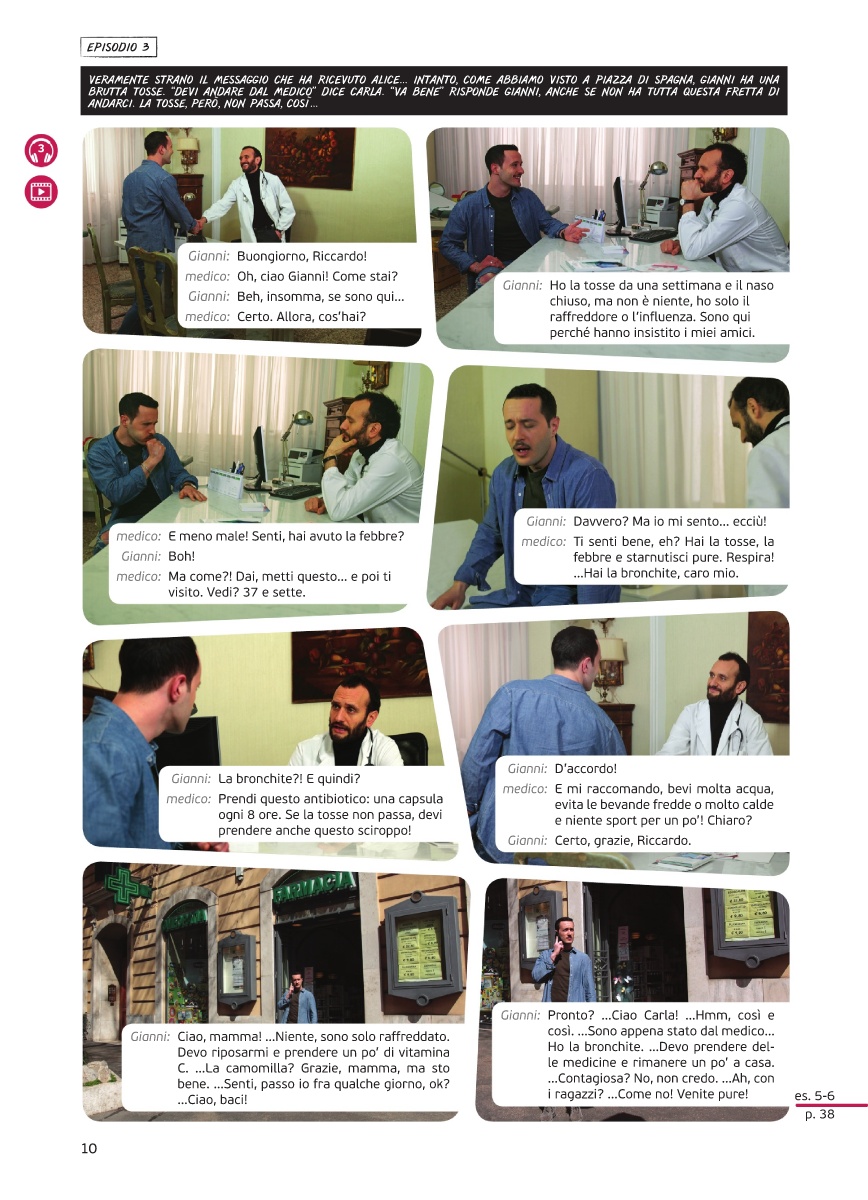 EPISODIO 3
VERAMENTE STRANO IL MESSAGGIO CHE HA RICEVUTO ALICE... INTANTO, COME ABBIAMO VISTO A PIAZZA DI SPAGNA, GIANNI HA UNA
BRUTTA TOSSE. "DEVI ANDARE DAL MEDICO" DICE CARLA. "VA BENE" RISPONDE GIANNI, ANCHE SE NON HA TUTTA QUESTA FRETTA DI
ANDARCI. LA TOSSE, PERÒ, NON PASSA, COSÌ...
3
Gianni: Buongiorno, Riccardo!
medico: Oh, ciao Gianni! Come stai?
Gianni: Beh, insomma, se sono qui...
medico: Certo. Allora, cos'hai?
Gianni: Ho la tosse da una settimana e il naso
chiuso, ma non è niente, ho solo il
raffreddore o l'influenza. Sono qui
perché hanno insistito i miei amici.
medico: E meno male! Senti, hai avuto la febbre?
Gianni: Boh!
medico: Ma come?! Dai, metti questo... e poi ti
visito. Vedi? 37 e sette.
Gianni: Davvero? Ma io mi sento... ecciù!
medico: Ti senti bene, eh? Hai la tosse, la
febbre e starnutisci pure. Respira!
...Hai la bronchite, caro mio.
Gianni: La bronchite?! E quindi?
medico: Prendi questo antibiotico: una capsula
ogni 8 ore. Se la tosse non passa, devi
prendere anche questo sciroppo!
Gianni: D'accordo!
medico: E mi raccomando, bevi molta acqua,
evita le bevande fredde o molto calde
e niente sport per un po'! Chiaro?
Gianni: Certo, grazie, Riccardo.
FARMACIA
Gianni: Ciao, mamma! ...Niente, sono solo raffreddato.
Devo riposarmi e prendere un po' di vitamina
C. ...La camomilla? Grazie, mamma, ma sto
bene. ...Senti, passo io fra qualche giorno, ok?
...Ciao, baci!
Gianni: Pronto? ...Ciao Carla! ...Hmm, così e
così. ...Sono appena stato dal medico...
Ho la bronchite. ...Devo prendere del-
le medicine e rimanere un po' a casa.
...Contagiosa? No, non credo. ...Ah, con
i ragazzi? ...Come no! Venite pure!
es. 5-6
p. 38
10